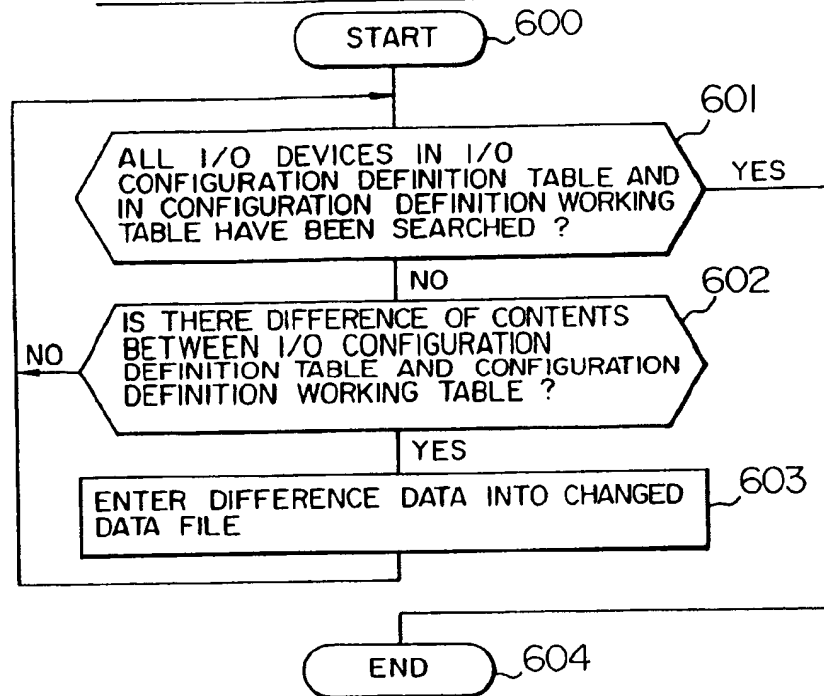 START
600
601
ALL I/O DEVICES IN I/O
CONFIGURATION DEFINITION TABLE AND
IN CONFIGURATION DEFINITION WORKING
TABLE HAVE BEEN SEARCHED ?
YES
NO
602
IS THERE DIFFERENCE OF CONTENTS
BETWEEN I/O CONFIGURATION
DEFINITION TABLE AND CONFIGURATION
DEFINITION WORKING TABLE ?
NO
YES
603
ENTER DIFFERENCE DATA INTO CHANGED
DATA FILE
END
604